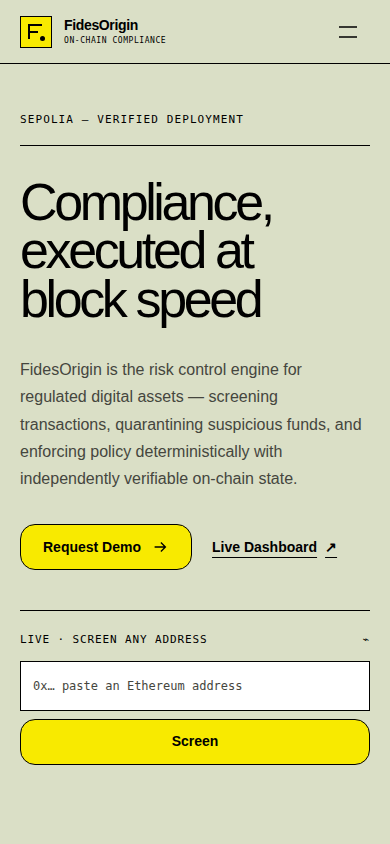 F.
FidesOrigin
ON-CHAIN COMPLIANCE
SEPOLIA — VERIFIED DEPLOYMENT
Compliance,
executed at
block speed
FidesOrigin is the risk control engine for
regulated digital assets — screening
transactions, quarantining suspicious funds, and
enforcing policy deterministically with
independently verifiable on-chain state.
Request Demo →
Live Dashboard ↗
LIVE · SCREEN ANY ADDRESS
0x… paste an Ethereum address
Screen